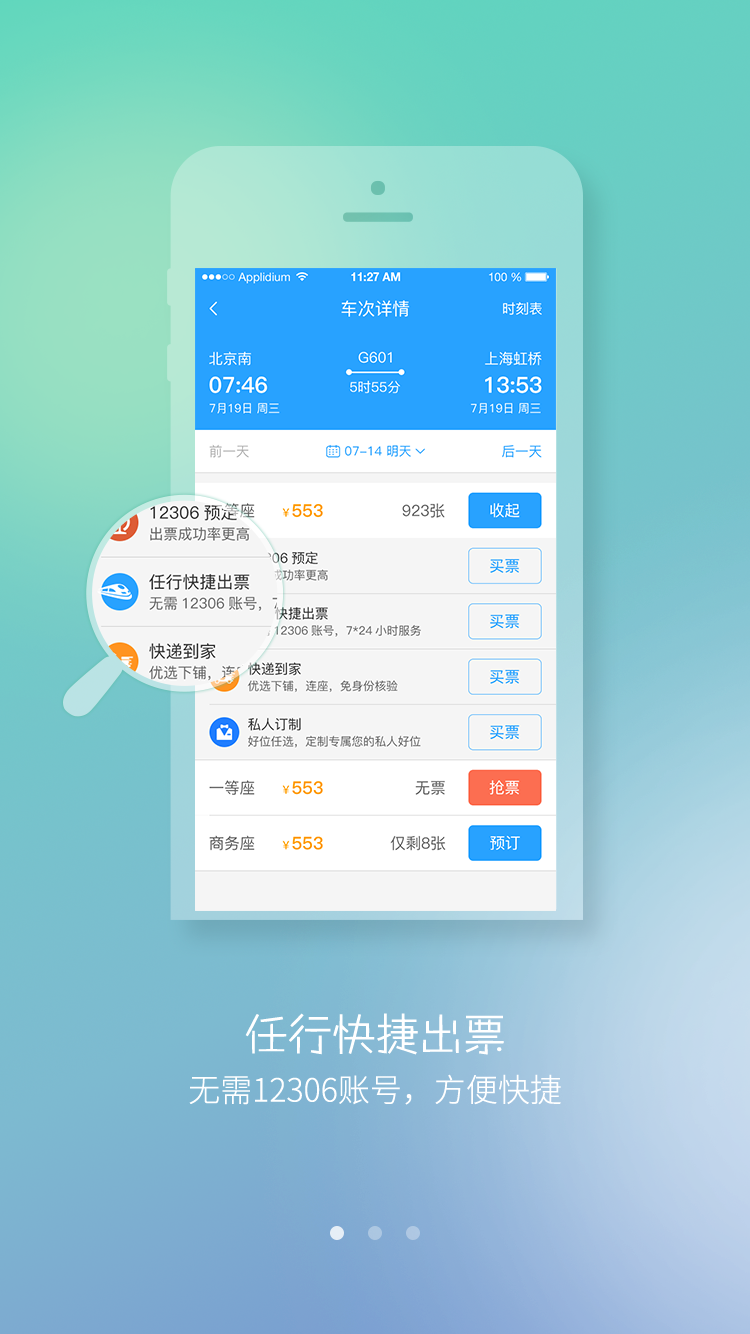 Applidium 11:27 AM 100 %
车次详情 时刻表
北京南 G601 上海虹桥
07:46 5时55分 13:53
7月19日 周三 7月19日 周三
前一天 07-14 明天 后一天
等座 ¥553 923张 收起
12306 预定
出票成功率更高
06 预定
成功率更高 买票
任行快捷出票
无需 12306 账号，
快捷出票
12306 账号，7*24 小时服务 买票
快递到家
优选下铺，连
快递到家
优选下铺，连座，免身份核验 买票
私人订制
好位任选，定制专属您的私人好位 买票
一等座 ¥553 无票 抢票
商务座 ¥553 仅剩8张 预订
任行快捷出票
无需12306账号，方便快捷